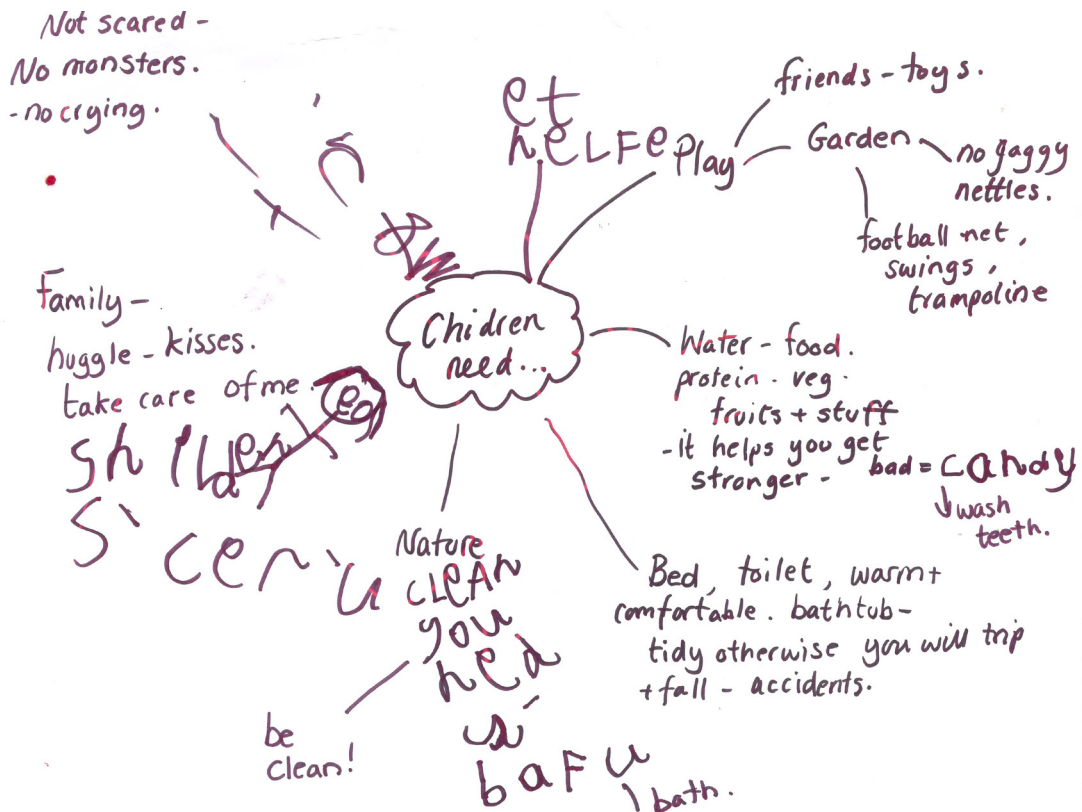 Not scared -
No monsters.
- no crying.
et
heLFe
Play
friends - toys.
Garden
no jaggy
nettles.
football net,
swings,
trampoline
Chidren
need...
Family -
huggle - kisses.
take care of me.
Water - food.
protein - veg.
fruits + stuff
- it helps you get
stronger -
bad = candy
wash
teeth.
Nature
CLEAN
you
ned
baFu
bath.
be
clean!
Bed, toilet, warm +
comfortable. bathtub -
tidy otherwise you will trip
+ fall - accidents.